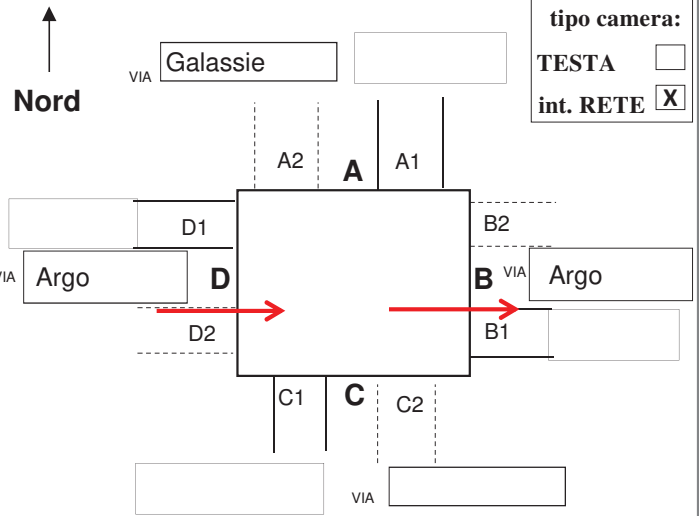 tipo camera:
TESTA
int. RETE X
Nord
VIA Galassie
A2 A A1
D1 B2
VIA Argo D B VIA Argo
D2 B1
C1 C C2
VIA